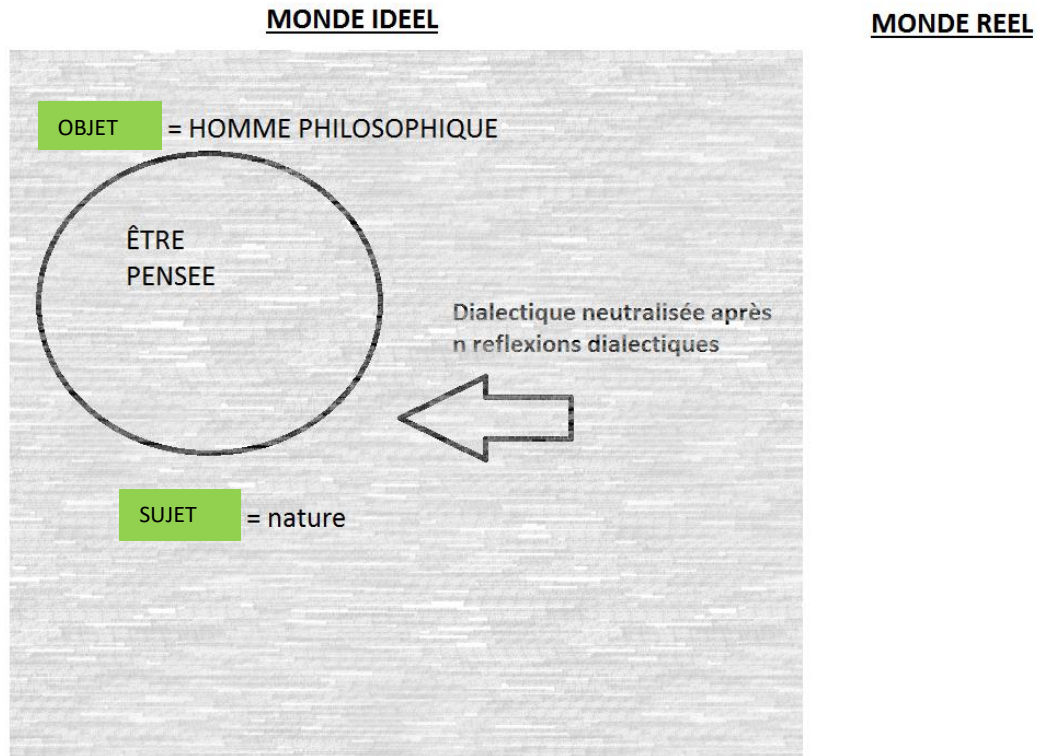 MONDE IDEEL
MONDE REEL
OBJET = HOMME PHILOSOPHIQUE
ÊTRE
PENSEE
Dialectique neutralisée après
n reflexions dialectiques
SUJET = nature